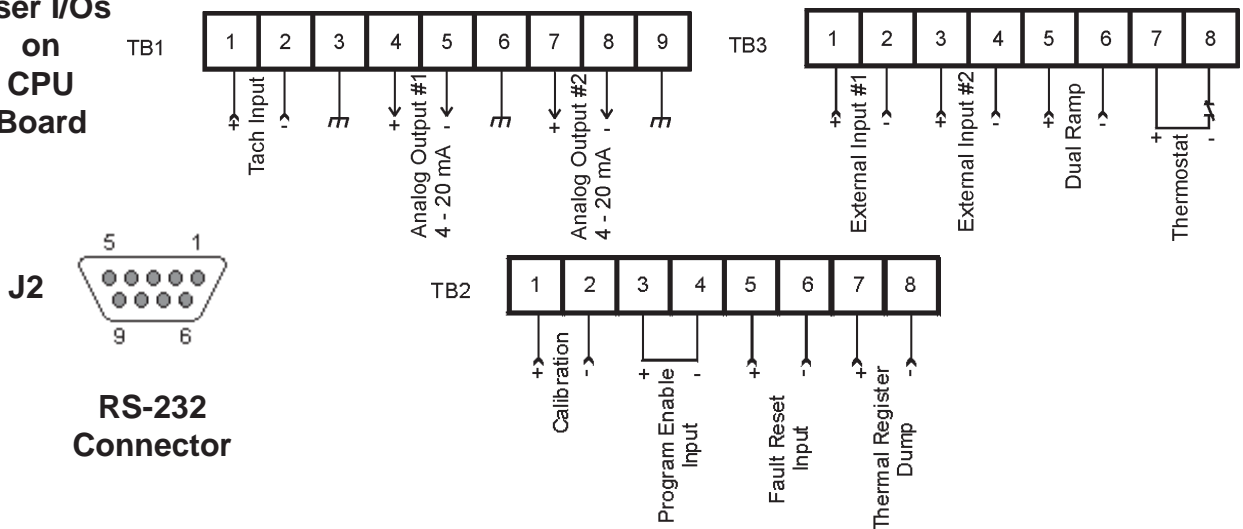 ser I/Os
on
CPU
Board
TB1
1 2 3 4 5 6 7 8 9
+ - + - + -
Tach Input
Analog Output #1
4 - 20 mA
Analog Output #2
4 - 20 mA
TB3
1 2 3 4 5 6 7 8
+ - + - + - + -
External Input #1
External Input #2
Dual Ramp
Thermostat
J2
5 1
9 6
RS-232
Connector
TB2
1 2 3 4 5 6 7 8
+ - + - + - + -
Calibration
Program Enable
Input
Fault Reset
Input
Thermal Register
Dump